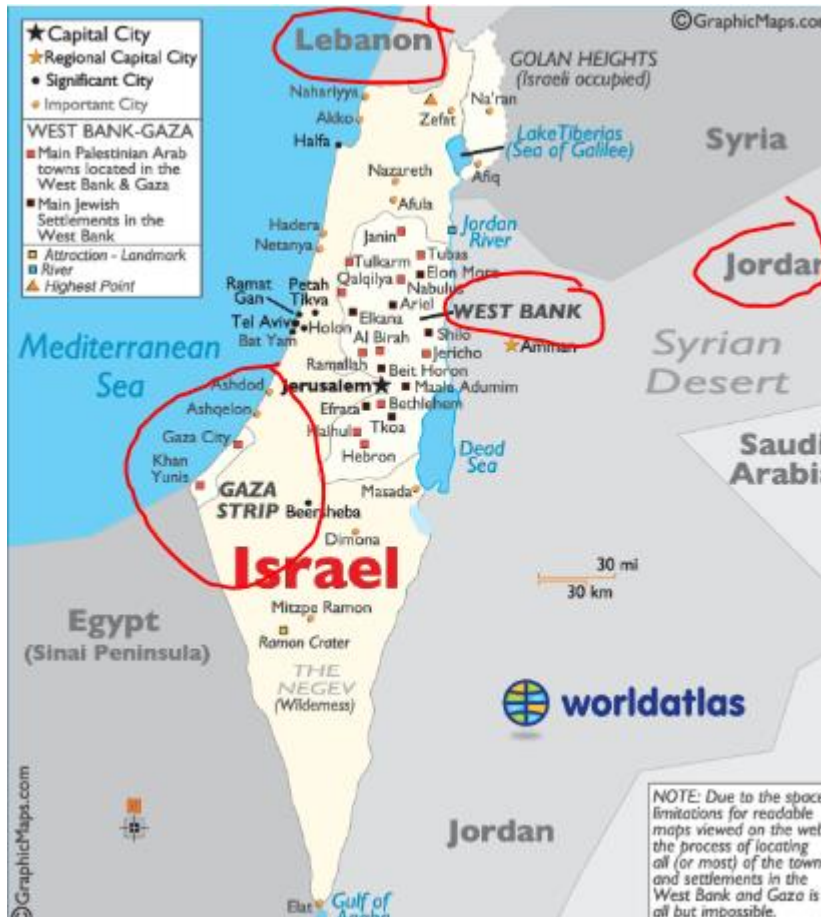 ©GraphicMaps.com
★Capital City
Regional Capital City
Significant City
Important City
WEST BANK-GAZA
Main Palestinian Arab
towns located in the
West Bank & Gaza
Main Jewish
Settlements in the
West Bank
Attraction - Landmark
River
Highest Point
Lebanon
GOLAN HEIGHTS
(Israeli occupied)
Nahariyya
Akko
Zefat
Na'ran
Haifa
Lake Tiberias
(Sea of Galilee)
Syria
Nazareth
Afiq
Afula
Hadera
Netanya
Janin
Jordan
River
Tulkarm
Tubas
Qalqilya
Elon More
Nabulus
Jordan
Ramat
Gan
Petah
Tikva
Ariel
WEST BANK
Tel Aviv
Holon
Elkana
Bat Yam
Al Birah
Shilo
Amman
Ramallah
Jericho
Beit Horon
Syrian
Desert
Mediterranean
Sea
Jerusalem
Maale Adumim
Ashdod
Ashqelon
Efrata
Bethlehem
Tkoa
Gaza City
Halhul
Hebron
Dead
Sea
Saudi
Arabia
Khan
Yunis
GAZA
STRIP
Beersheba
Masada
Dimona
Israel
30 mi
30 km
Egypt
(Sinai Peninsula)
Mitzpe Ramon
Ramon Crater
THE
NEGEV
(Wilderness)
worldatlas
Jordan
NOTE: Due to the space
limitations for readable
maps viewed on the web
the process of locating
all (or most) of the town
and settlements in the
West Bank and Gaza is
all but impossible.
Elat
Gulf of
©GraphicMaps.com